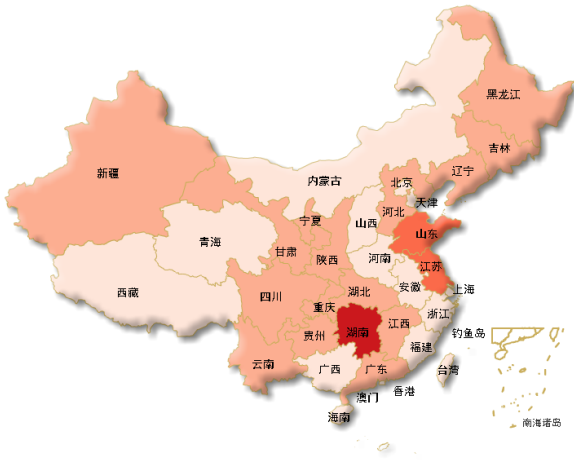 黑龙江
吉林
新疆
辽宁
内蒙古
北京
天津
河北
宁夏
山西
山东
青海
甘肃
陕西
河南
江苏
西藏
四川
湖北
安徽
上海
重庆
浙江
贵州
湖南
江西
钓鱼岛
福建
云南
广西
广东
台湾
香港
澳门
海南
南海诸岛